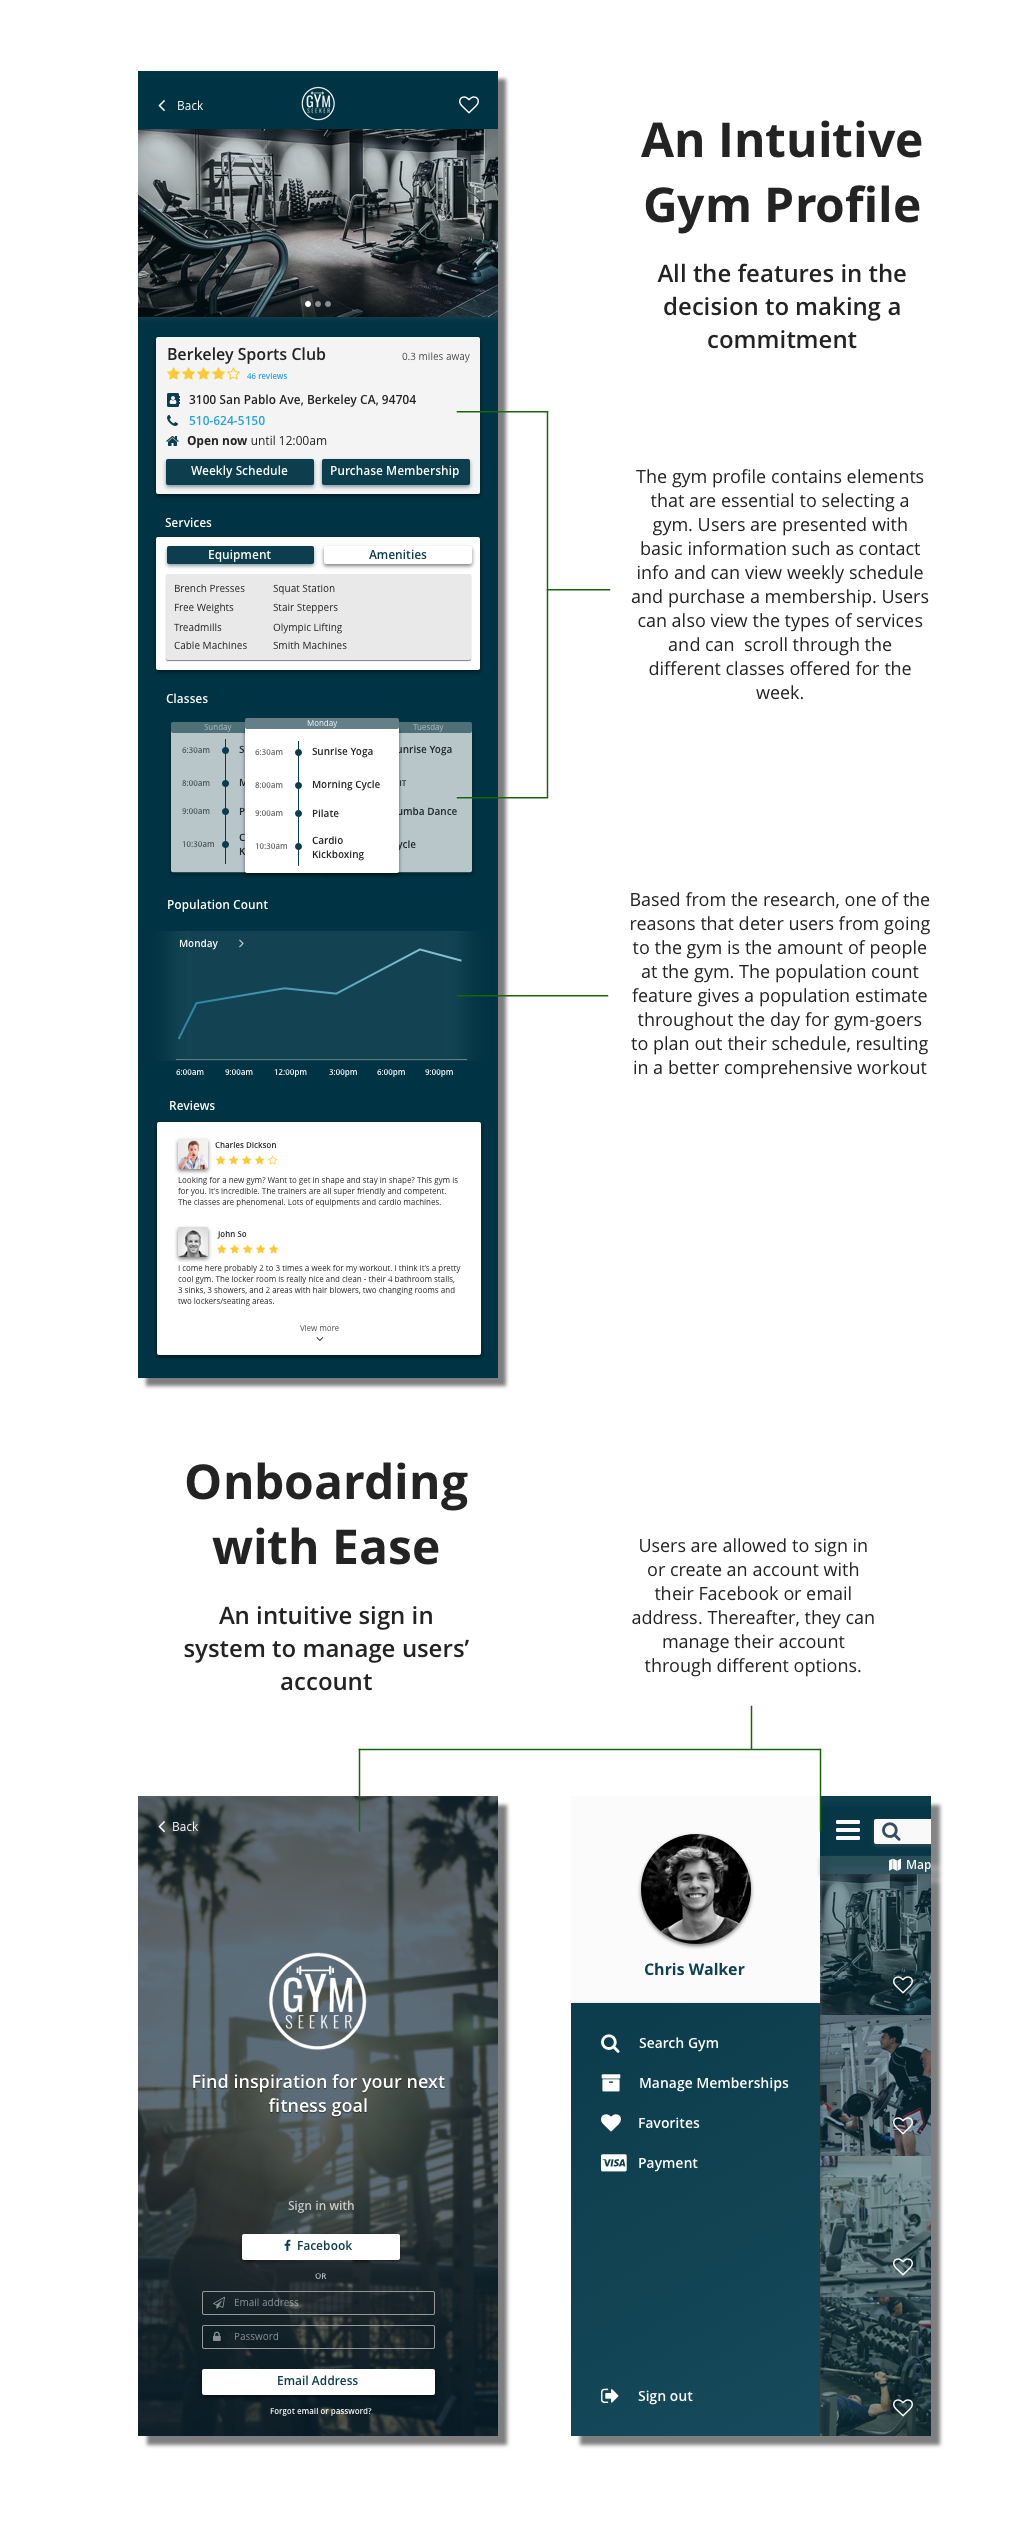 Back
GYM
SEEKER
An Intuitive
Gym Profile
All the features in the
decision to making a
commitment
Berkeley Sports Club
0.3 miles away
46 reviews
3100 San Pablo Ave, Berkeley CA, 94704
510-624-5150
Open now until 12:00am
Weekly Schedule
Purchase Membership
The gym profile contains elements
that are essential to selecting a
gym. Users are presented with
basic information such as contact
info and can view weekly schedule
and purchase a membership. Users
can also view the types of services
and can  scroll through the
different classes offered for the
week.
Services
Equipment
Amenities
Brench Presses
Squat Station
Free Weights
Stair Steppers
Treadmills
Olympic Lifting
Cable Machines
Smith Machines
Classes
Sunday
Monday
Tuesday
6:30am
S
6:30am
Sunrise Yoga
unrise Yoga
8:00am
M
8:00am
Morning Cycle
IT
9:00am
P
9:00am
Pilate
umba Dance
10:30am
C
K
10:30am
Cardio
Kickboxing
ycle
Population Count
Monday
6:00am
9:00am
12:00pm
3:00pm
6:00pm
9:00pm
Based from the research, one of the
reasons that deter users from going
to the gym is the amount of people
at the gym. The population count
feature gives a population estimate
throughout the day for gym-goers
to plan out their schedule, resulting
in a better comprehensive workout
Reviews
Charles Dickson
Looking for a new gym? Want to get in shape and stay in shape? This gym is
for you. It's incredible. The trainers are all super friendly and competent.
The classes are phenomenal. Lots of equipments and cardio machines.
John So
I come here probably 2 to 3 times a week for my workout. I think it's a pretty
cool gym. The locker room is really nice and clean - their 4 bathroom stalls,
3 sinks, 3 showers, and 2 areas with hair blowers, two changing rooms and
two lockers/seating areas.
View more
Onboarding
with Ease
An intuitive sign in
system to manage users’
account
Users are allowed to sign in
or create an account with
their Facebook or email
address. Thereafter, they can
manage their account
through different options.
Back
GYM
SEEKER
Find inspiration for your next
fitness goal
Sign in with
f Facebook
OR
Email address
Password
Email Address
Forgot email or password?
Chris Walker
Map
Search Gym
Manage Memberships
Favorites
VISA
Payment
Sign out